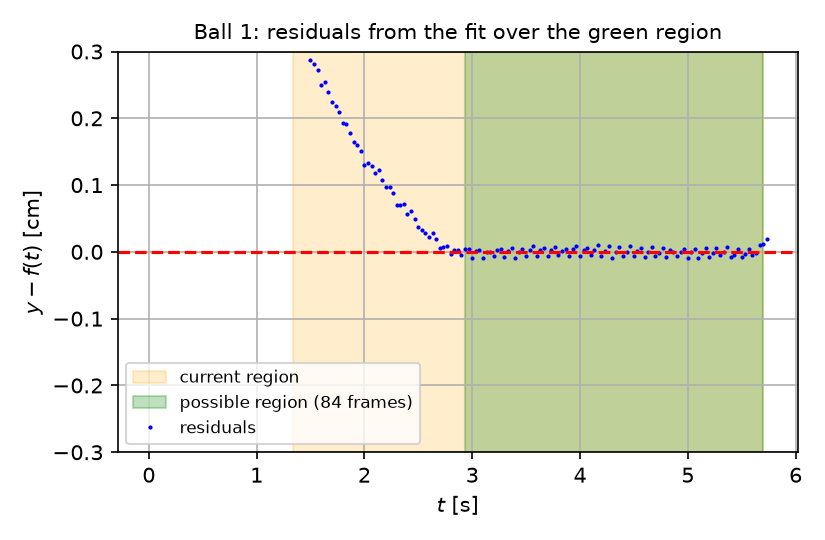 Ball 1: residuals from the fit over the green region
0.3
0.2
0.1
0.0
−0.1
−0.2
−0.3
y − f(t) [cm]
current region
possible region (84 frames)
residuals
0 1 2 3 4 5 6
t [s]